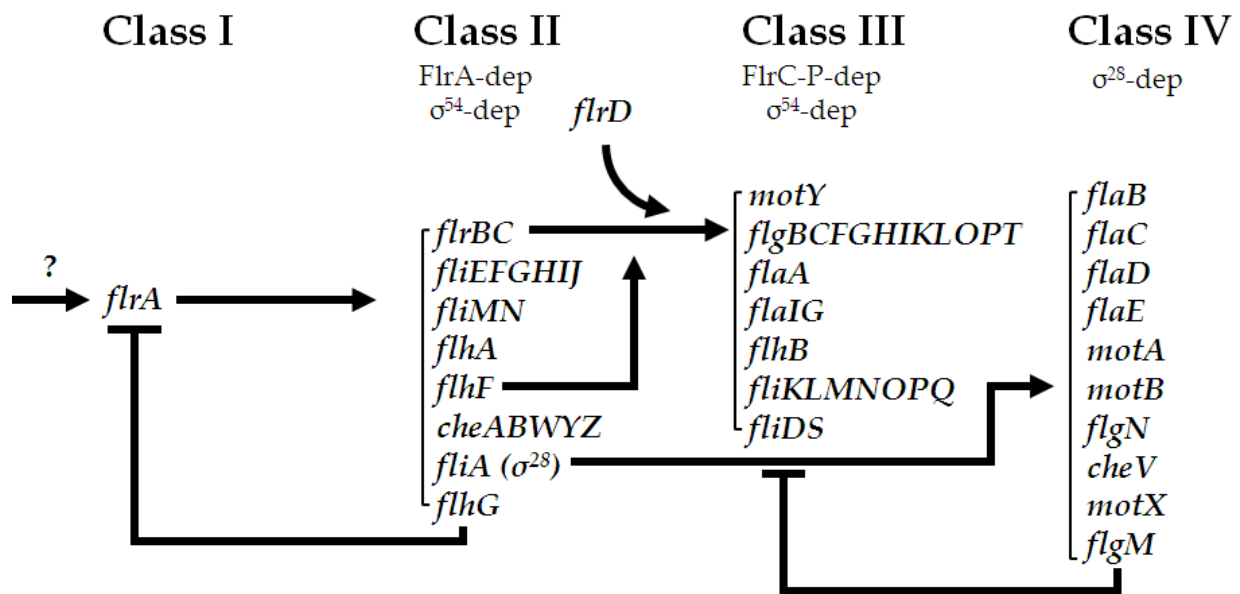 Class I
Class II
Class III
Class IV
FlrA-dep
σ⁵⁴-dep
FlrC-P-dep
σ⁵⁴-dep
σ²⁸-dep
flrD
?
flrA
flrBC
fliEFGHIJ
fliMN
flhA
flhF
cheABWYZ
fliA (σ²⁸)
flhG
motY
flgBCFGHIKLOPT
flaA
flaIG
flhB
fliKLMNOPQ
fliDS
flaB
flaC
flaD
flaE
motA
motB
flgN
cheV
motX
flgM